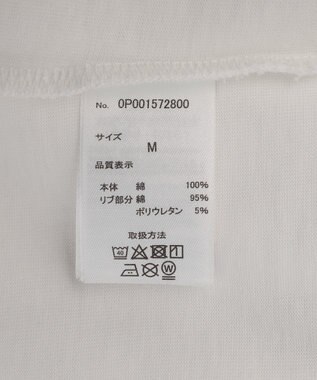 No. 0P001572800
サイズ
M
品質表示
本体 綿 100%
リブ部分 綿 95%
ポリウレタン 5%
取扱方法
40
W